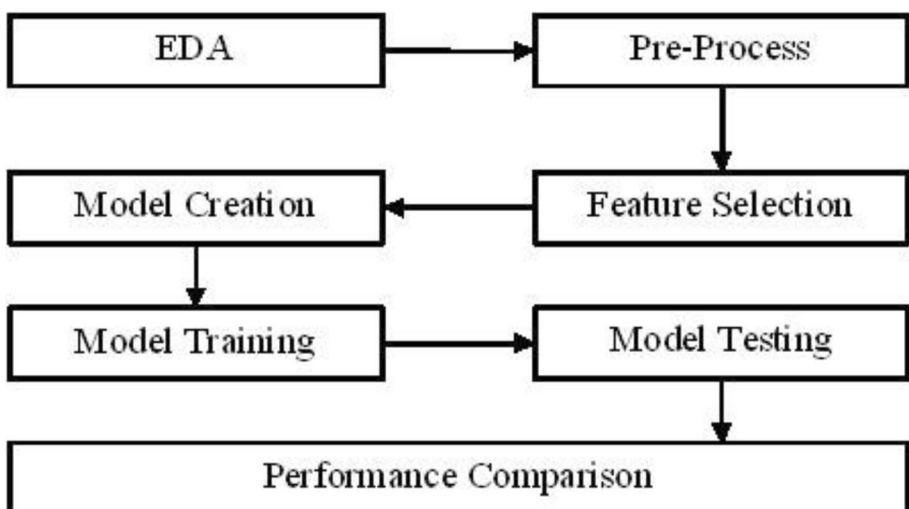 EDA
Pre-Process
Feature Selection
Model Creation
Model Training
Model Testing
Performance Comparison